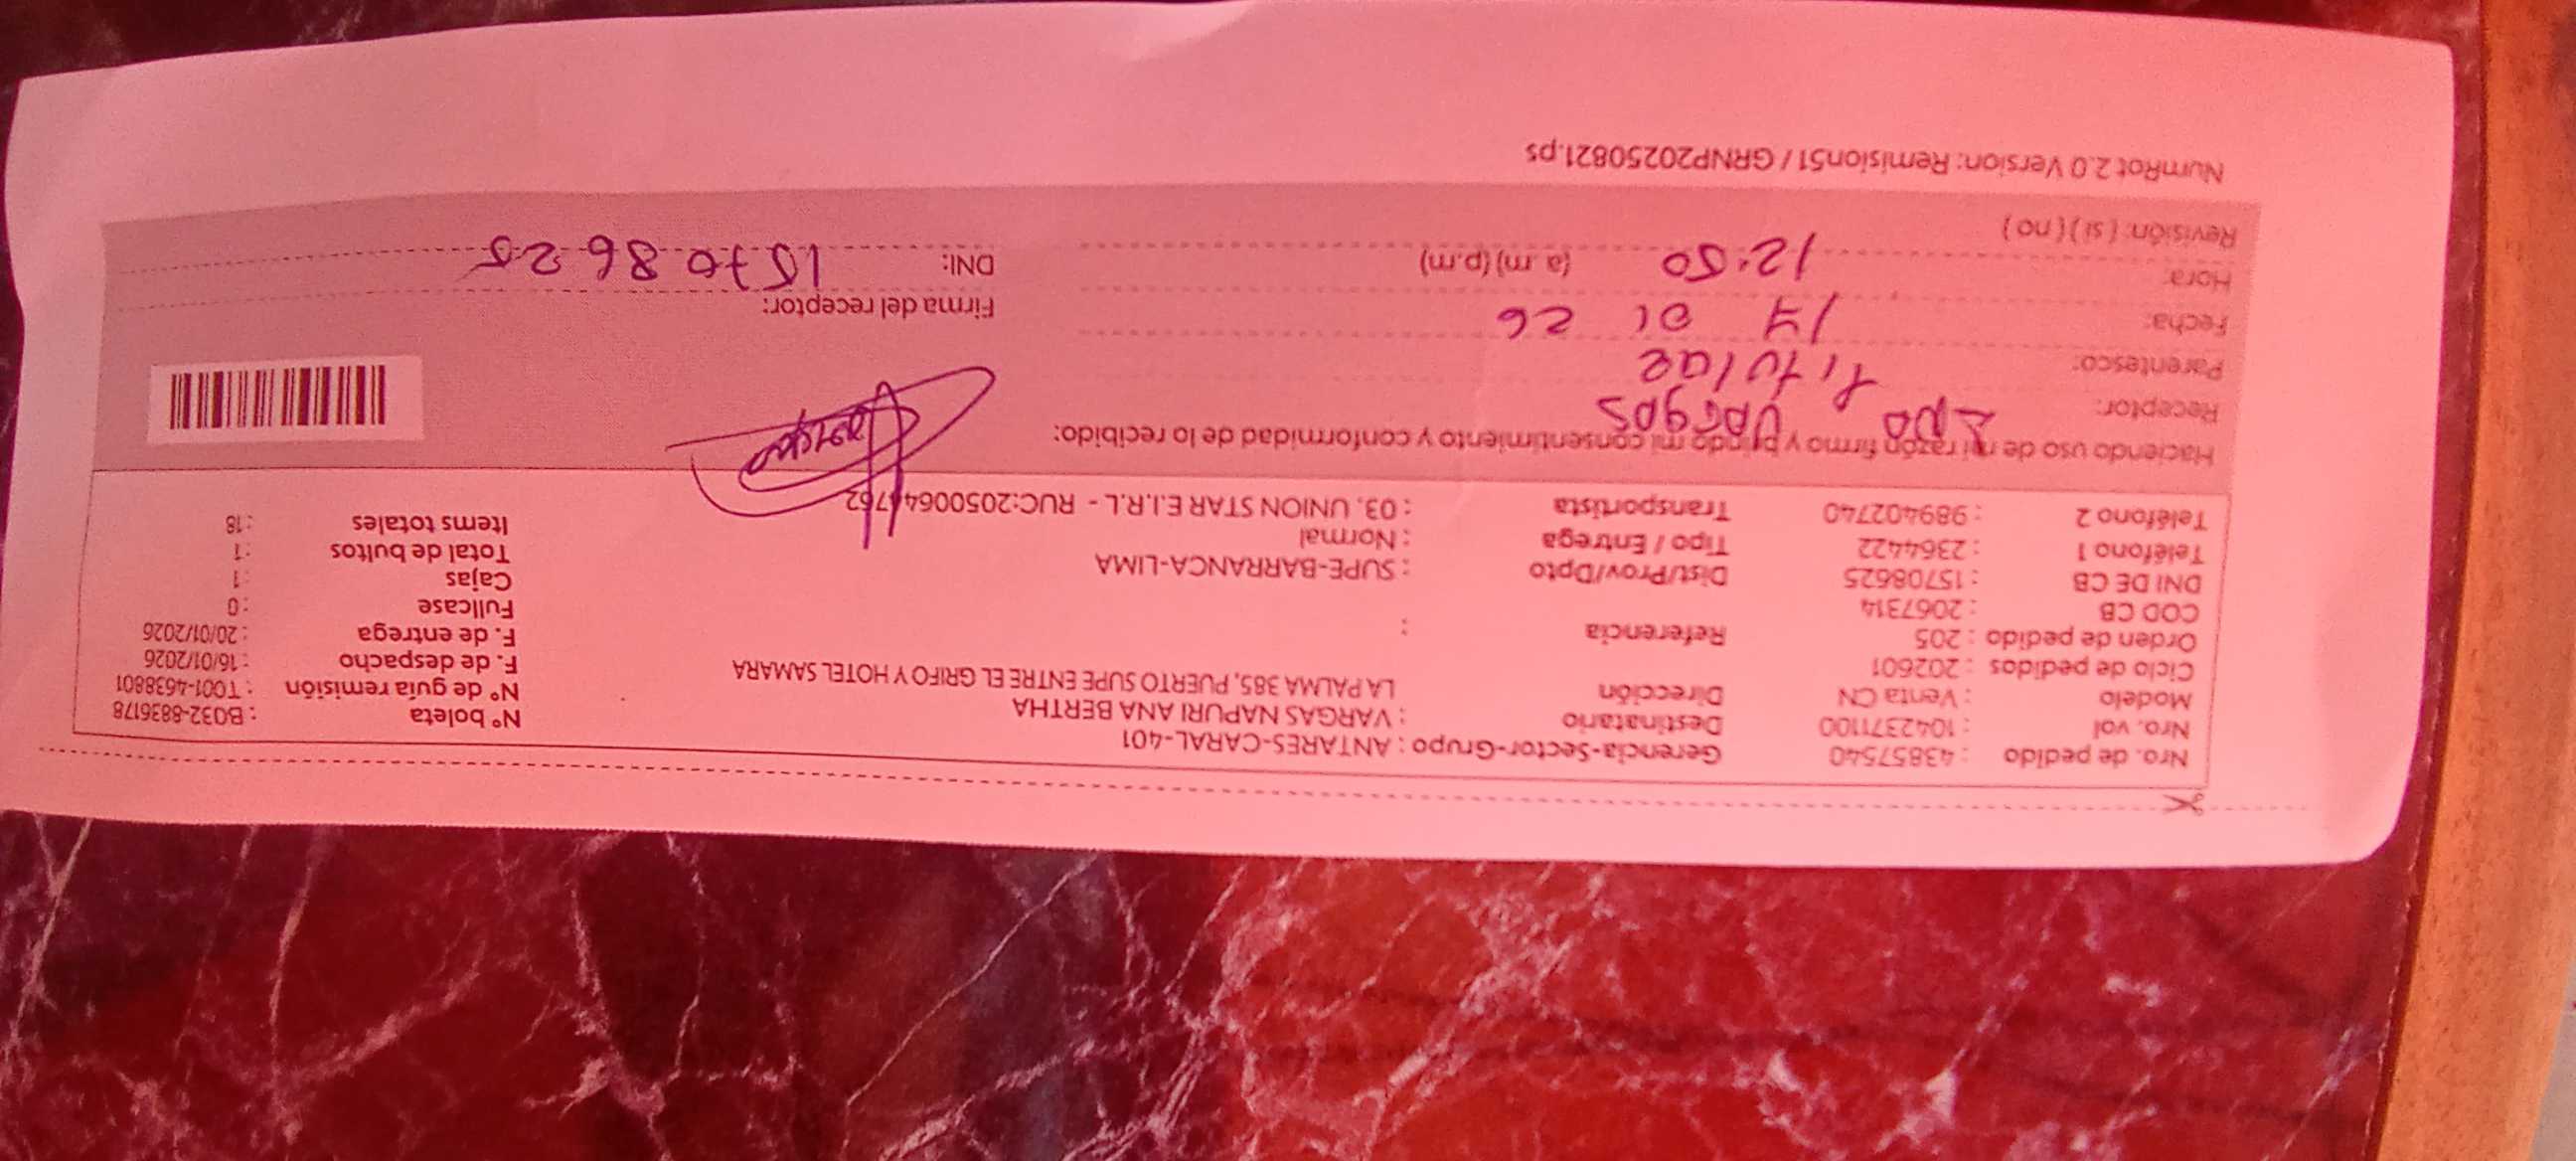 Nro. de pedido : 43857540 Gerencia-Sector-Grupo : ANTARES-CARAL-401 Nº boleta : B032-8836178
Nro. vol : 1042371100 Destinatario : VARGAS NAPURI ANA BERTHA Nº de guía remisión : T001-4638801
Modelo : Venta CN Dirección LA PALMA 385, PUERTO SUPE ENTRE EL GRIFO Y HOTEL SAMARA F. de despacho : 16/01/2026
Ciclo de pedidos : 202601 F. de entrega : 20/01/2026
Orden de pedido : 205 Referencia : Fullcase : 0
COD CB : 2067314 Cajas : 1
DNI DE CB : 15708625 Dist/Prov/Dpto : SUPE-BARRANCA-LIMA Total de bultos : 1
Teléfono 1 : 2364422 Tipo / Entrega : Normal Items totales : 18
Teléfono 2 : 989402740 Transportista : 03. UNION STAR E.I.R.L - RUC:20500644762
Haciendo uso de mi razón firmo y brindo mi consentimiento y conformidad de lo recibido:
Receptor: Ana Vargas
Parentesco: Titular
Fecha: 17 01 26 Firma del receptor:
Hora: 12:50 (a.m) (p.m) DNI: 15708625
Revisión: ( si ) ( no )
NumRot 2.0 Version: Remision51 / GRNP20250821.ps